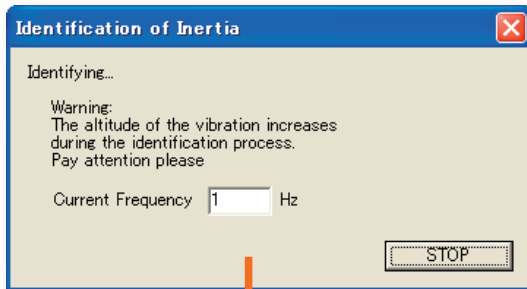 Identification of Inertia
Identifying...
Warning:
The altitude of the vibration increases
during the identification process.
Pay attention please
Current Frequency 1 Hz
STOP